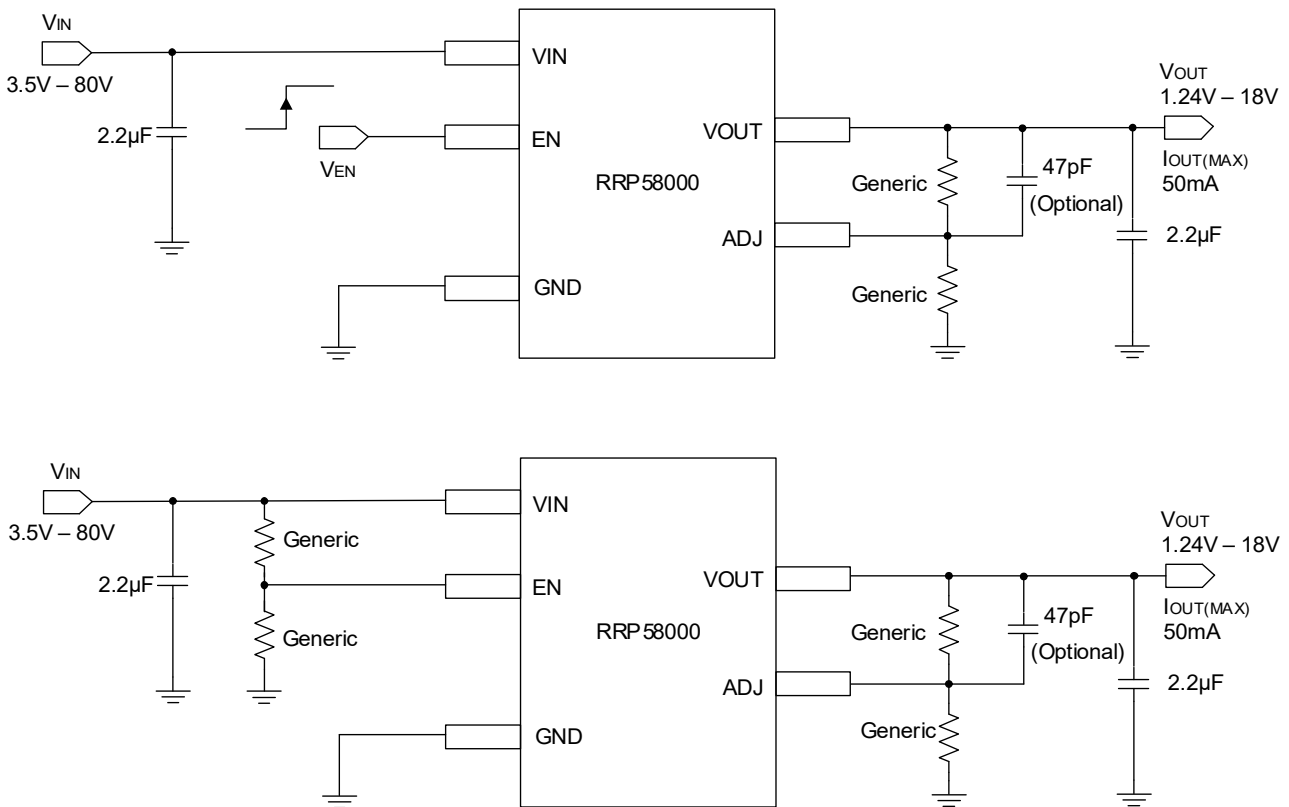 VIN
3.5V – 80V
2.2µF
VEN
VIN
EN
GND
RRP58000
VOUT
ADJ
Generic
Generic
47pF
(Optional)
VOUT
1.24V – 18V
IOUT(MAX)
50mA
2.2µF
VIN
3.5V – 80V
2.2µF
Generic
Generic
VIN
EN
GND
RRP58000
VOUT
ADJ
Generic
Generic
47pF
(Optional)
VOUT
1.24V – 18V
IOUT(MAX)
50mA
2.2µF